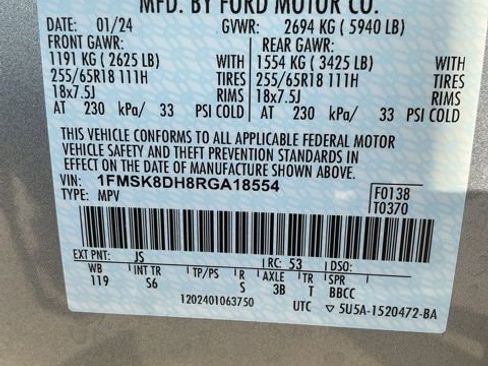 MFD. BY FORD MOTOR CO.
DATE: 01/24 GVWR: 2694 KG ( 5940 LB)
FRONT GAWR: REAR GAWR:
1191 KG ( 2625 LB) WITH 1554 KG ( 3425 LB) WITH
255/65R18 111H TIRES 255/65R18 111H TIRES
18x7.5J RIMS 18x7.5J RIMS
AT 230 kPa/ 33 PSI COLD AT 230 kPa/ 33 PSI COLD
THIS VEHICLE CONFORMS TO ALL APPLICABLE FEDERAL MOTOR
VEHICLE SAFETY AND THEFT PREVENTION STANDARDS IN
EFFECT ON THE DATE OF MANUFACTURE SHOWN ABOVE.
VIN: 1FMSK8DH8RGA18554 F0138
TYPE: MPV T0370
EXT PNT: JS RC: 53 DSO:
WB INT TR TP/PS R AXLE TR SPR
119 S6 S 3B T BBCC
1202401063750 UTC ▽ 5U5A-1520472-BA